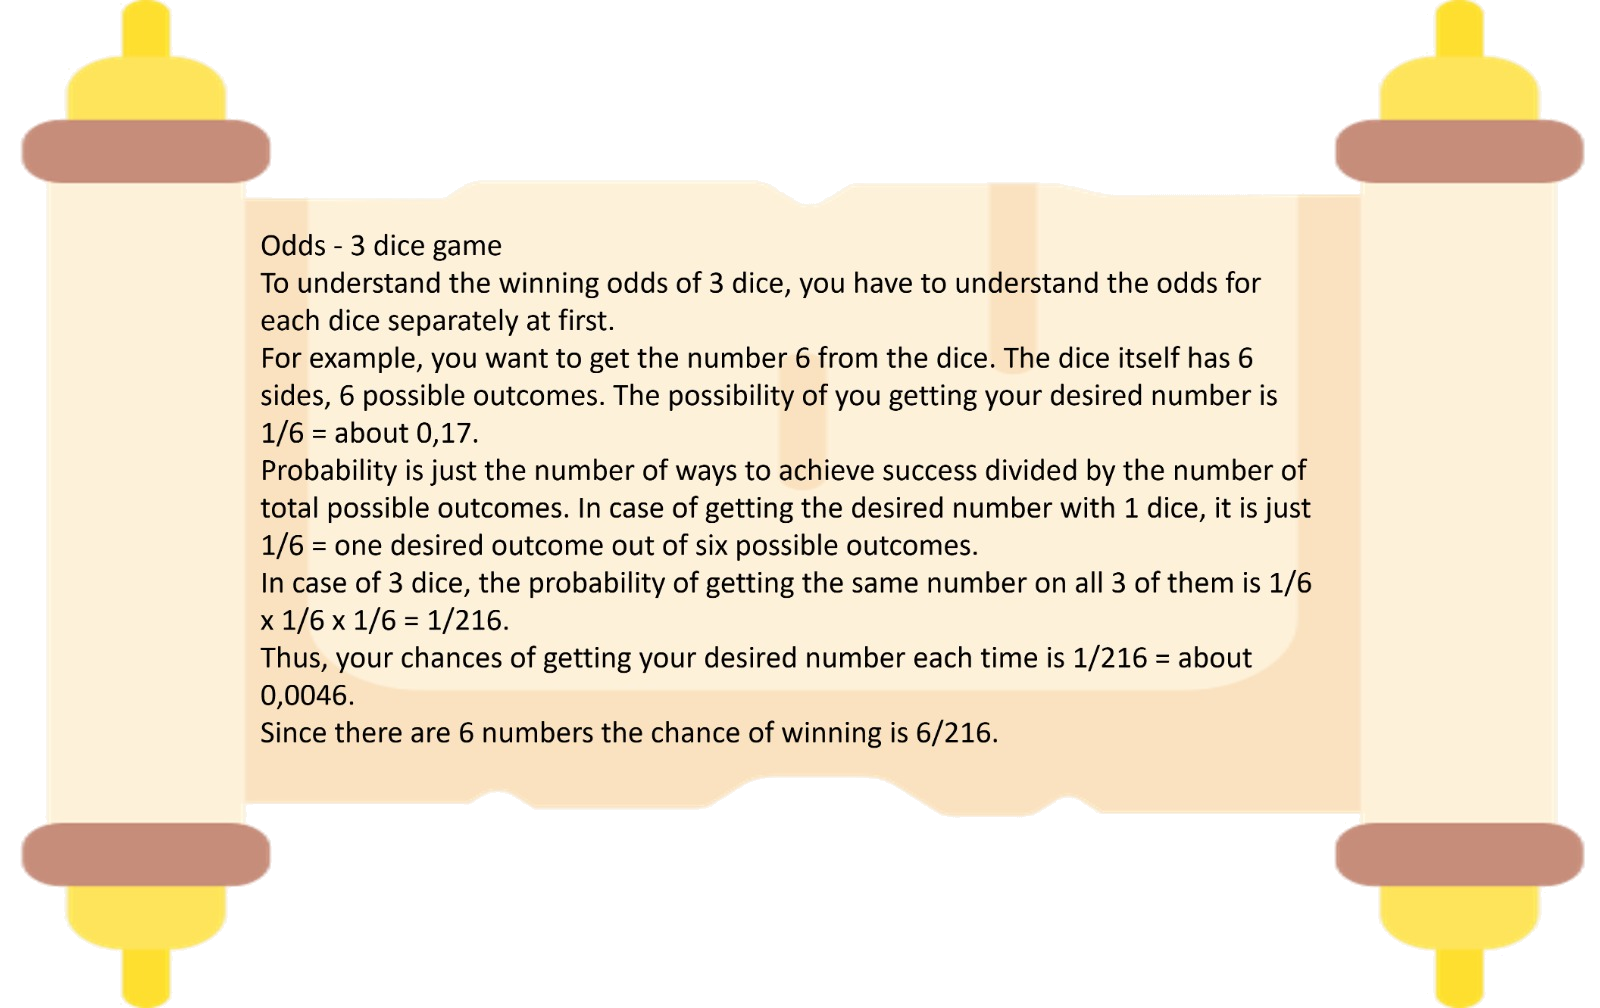 Odds - 3 dice game
To understand the winning odds of 3 dice, you have to understand the odds for
each dice separately at first.
For example, you want to get the number 6 from the dice. The dice itself has 6
sides, 6 possible outcomes. The possibility of you getting your desired number is
1/6 = about 0,17.
Probability is just the number of ways to achieve success divided by the number of
total possible outcomes. In case of getting the desired number with 1 dice, it is just
1/6 = one desired outcome out of six possible outcomes.
In case of 3 dice, the probability of getting the same number on all 3 of them is 1/6
x 1/6 x 1/6 = 1/216.
Thus, your chances of getting your desired number each time is 1/216 = about
0,0046.
Since there are 6 numbers the chance of winning is 6/216.